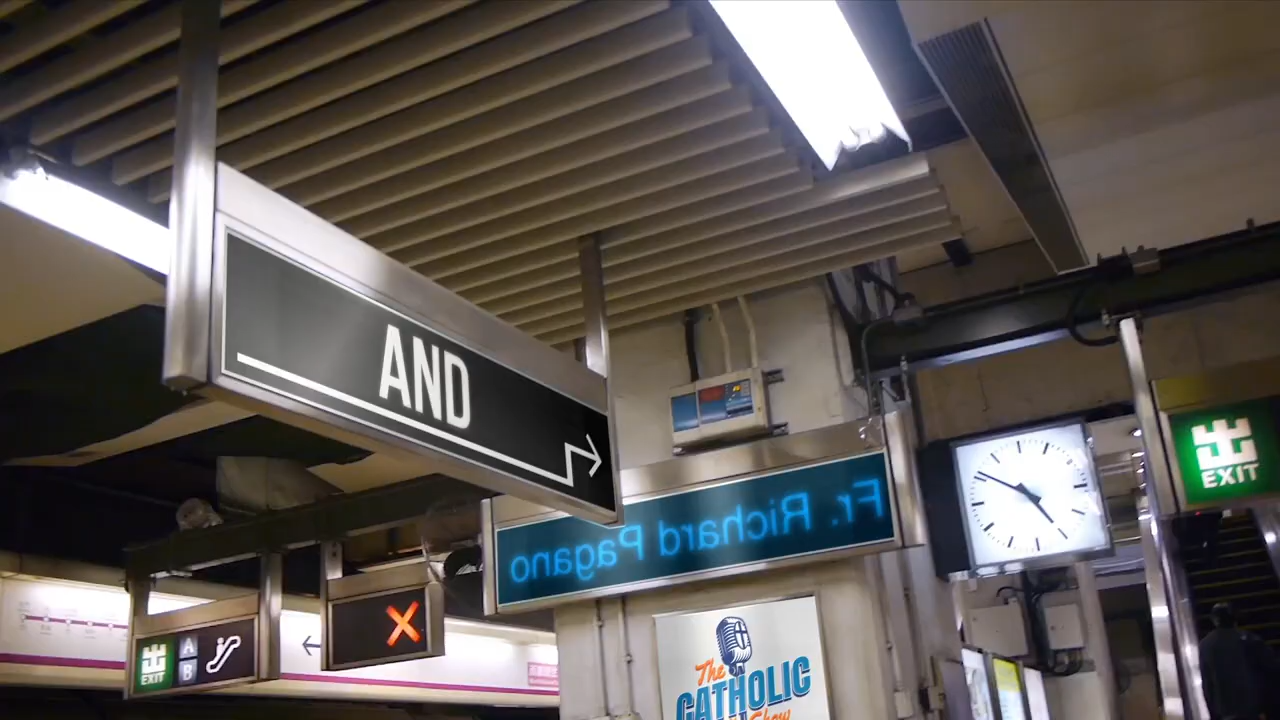 AND
Fr. Richard Pagano
EXIT
The
CATHOLIC
Show
EXIT
A
B